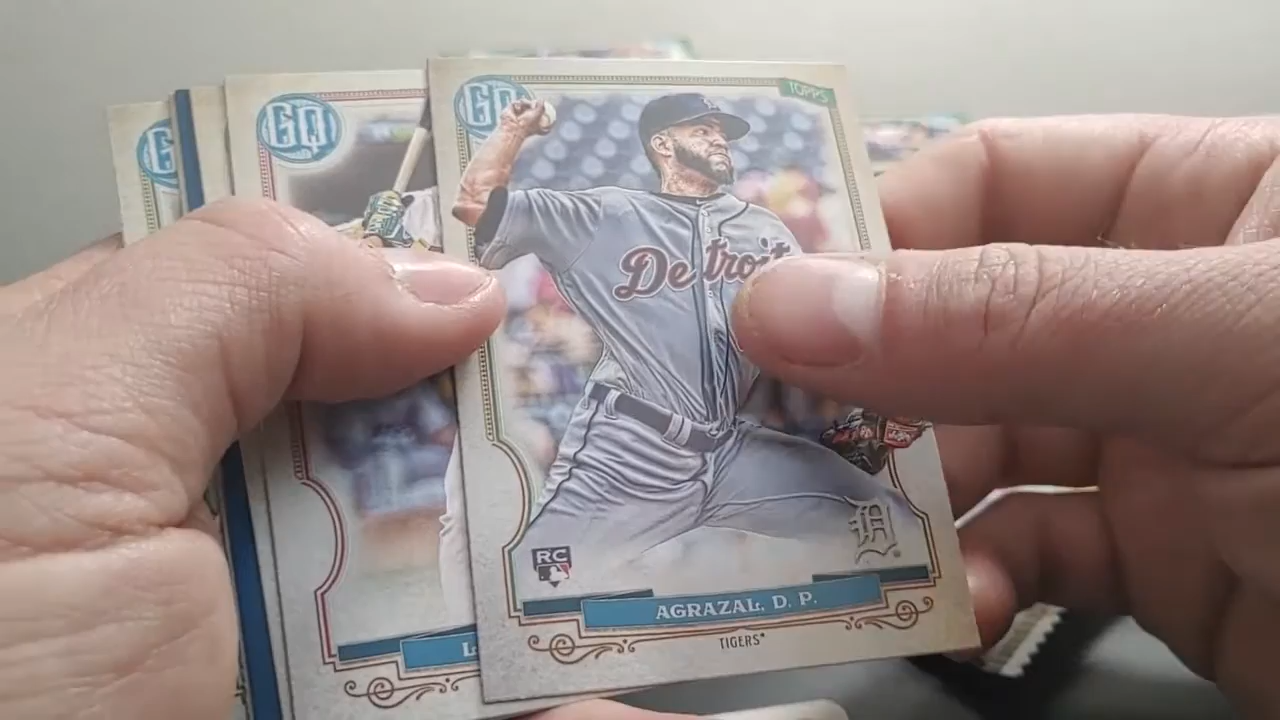 GQ
GQ
GQ
TOPPS
Detroit
D
RC
AGRAZAL, D. P.
TIGERS